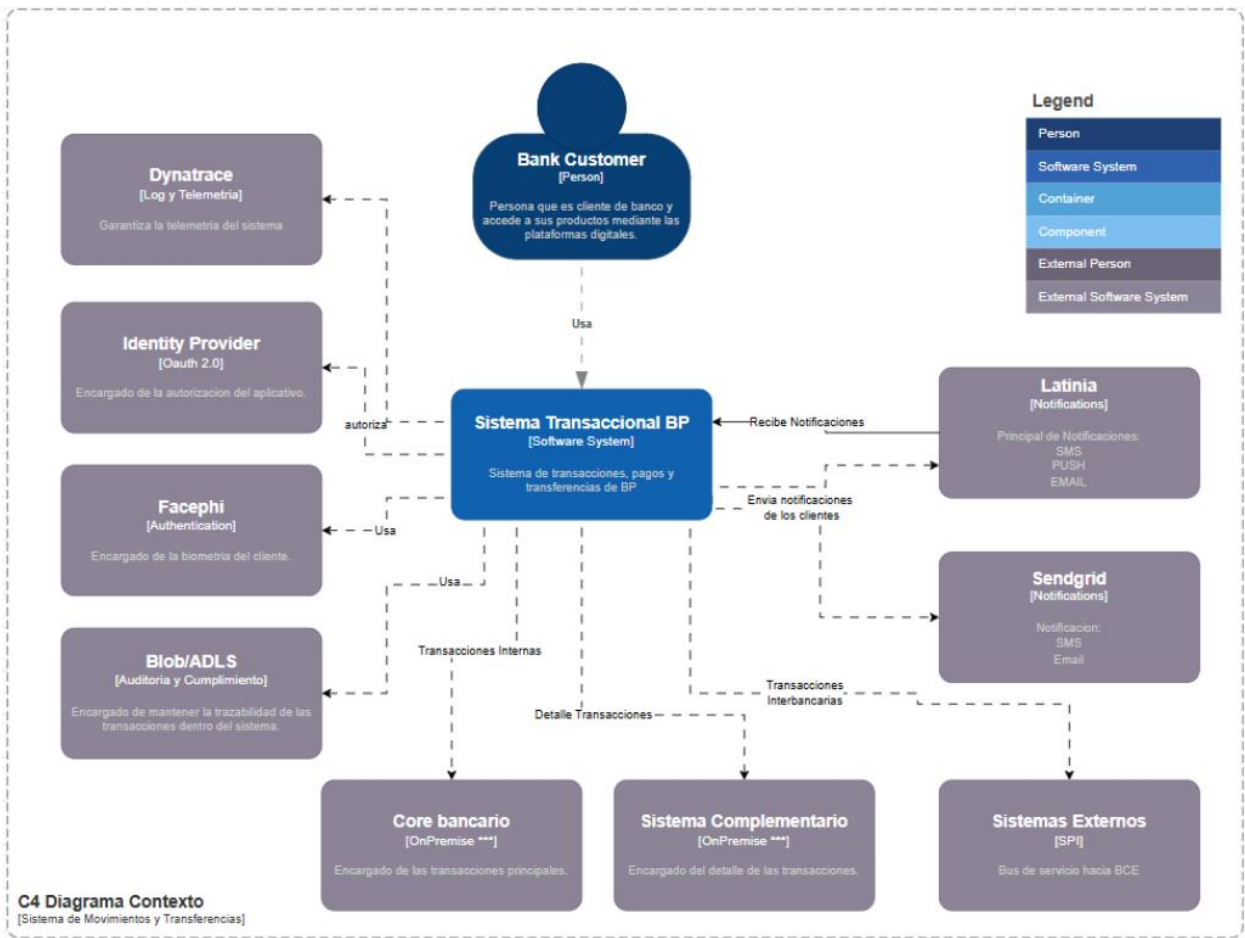 Bank Customer
[Person]
Persona que es cliente de banco y
accede a sus productos mediante las
plataformas digitales.
Legend
Person
Software System
Container
Component
External Person
External Software System
Dynatrace
[Log y Telemetria]
Garantiza la telemetria del sistema
Identity Provider
[Oauth 2.0]
Encargado de la autorizacion del aplicativo.
autoriza
Usa
Sistema Transaccional BP
[Software System]
Sistema de transacciones, pagos y
transferencias de BP
Recibe Notificaciones
Latinia
[Notifications]
Principal de Notificaciones:
SMS
PUSH
EMAIL
Envia notificaciones
de los clientes
Facephi
[Authentication]
Encargado de la biometria del cliente.
Usa
Usa
Sendgrid
[Notifications]
Notificacion:
SMS
Email
Blob/ADLS
[Auditoria y Cumplimiento]
Encargado de mantener la trazabilidad de las
transacciones dentro del sistema.
Transacciones Internas
Detalle Transacciones
Transacciones
Interbancarias
Core bancario
[OnPremise ***]
Encargado de las transacciones principales.
Sistema Complementario
[OnPremise ***]
Encargado del detalle de las transacciones.
Sistemas Externos
[SPI]
Bus de servicio hacia BCE
C4 Diagrama Contexto
[Sistema de Movimientos y Transferencias]